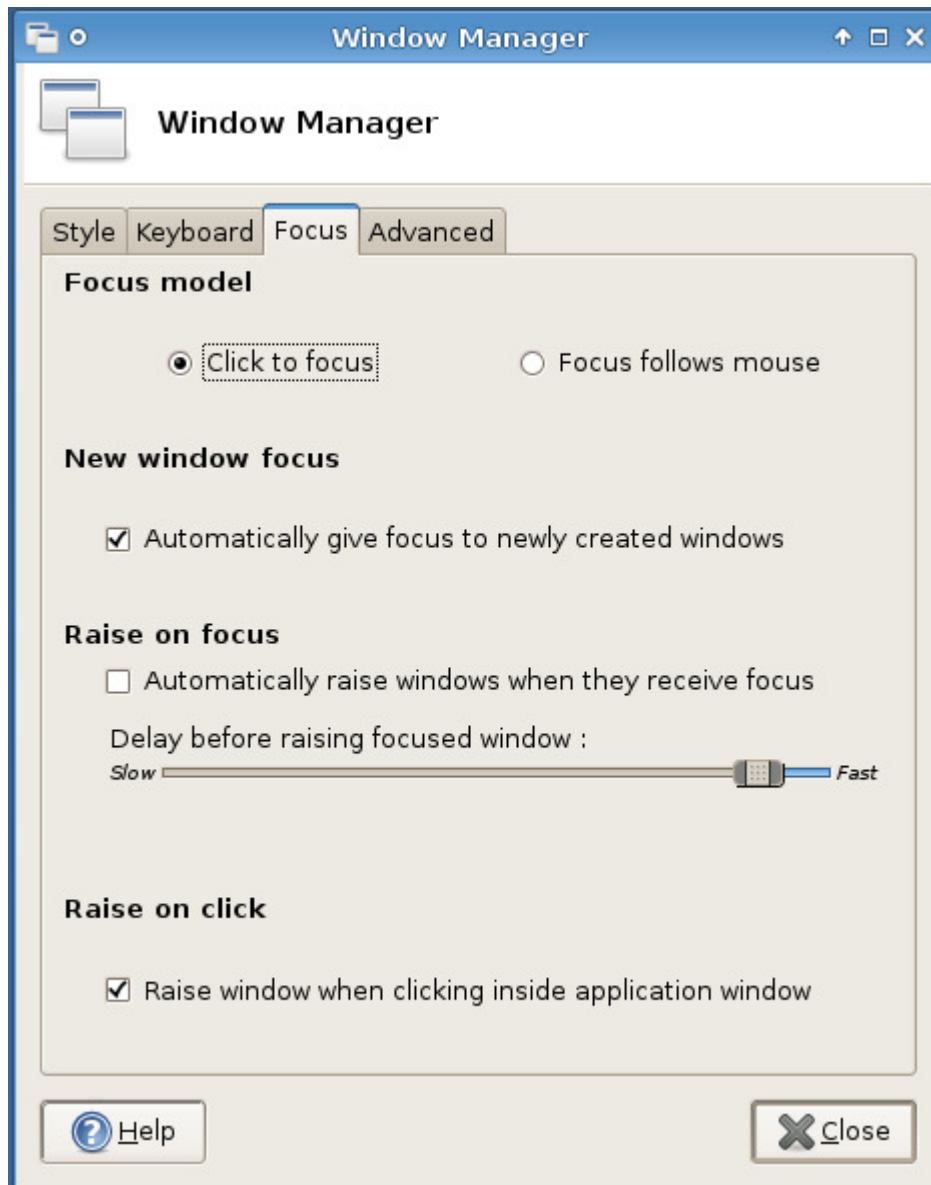 Window Manager
Window Manager
Style Keyboard Focus Advanced
Focus model
Click to focus Focus follows mouse
New window focus
Automatically give focus to newly created windows
Raise on focus
Automatically raise windows when they receive focus
Delay before raising focused window :
Slow Fast
Raise on click
Raise window when clicking inside application window
Help Close